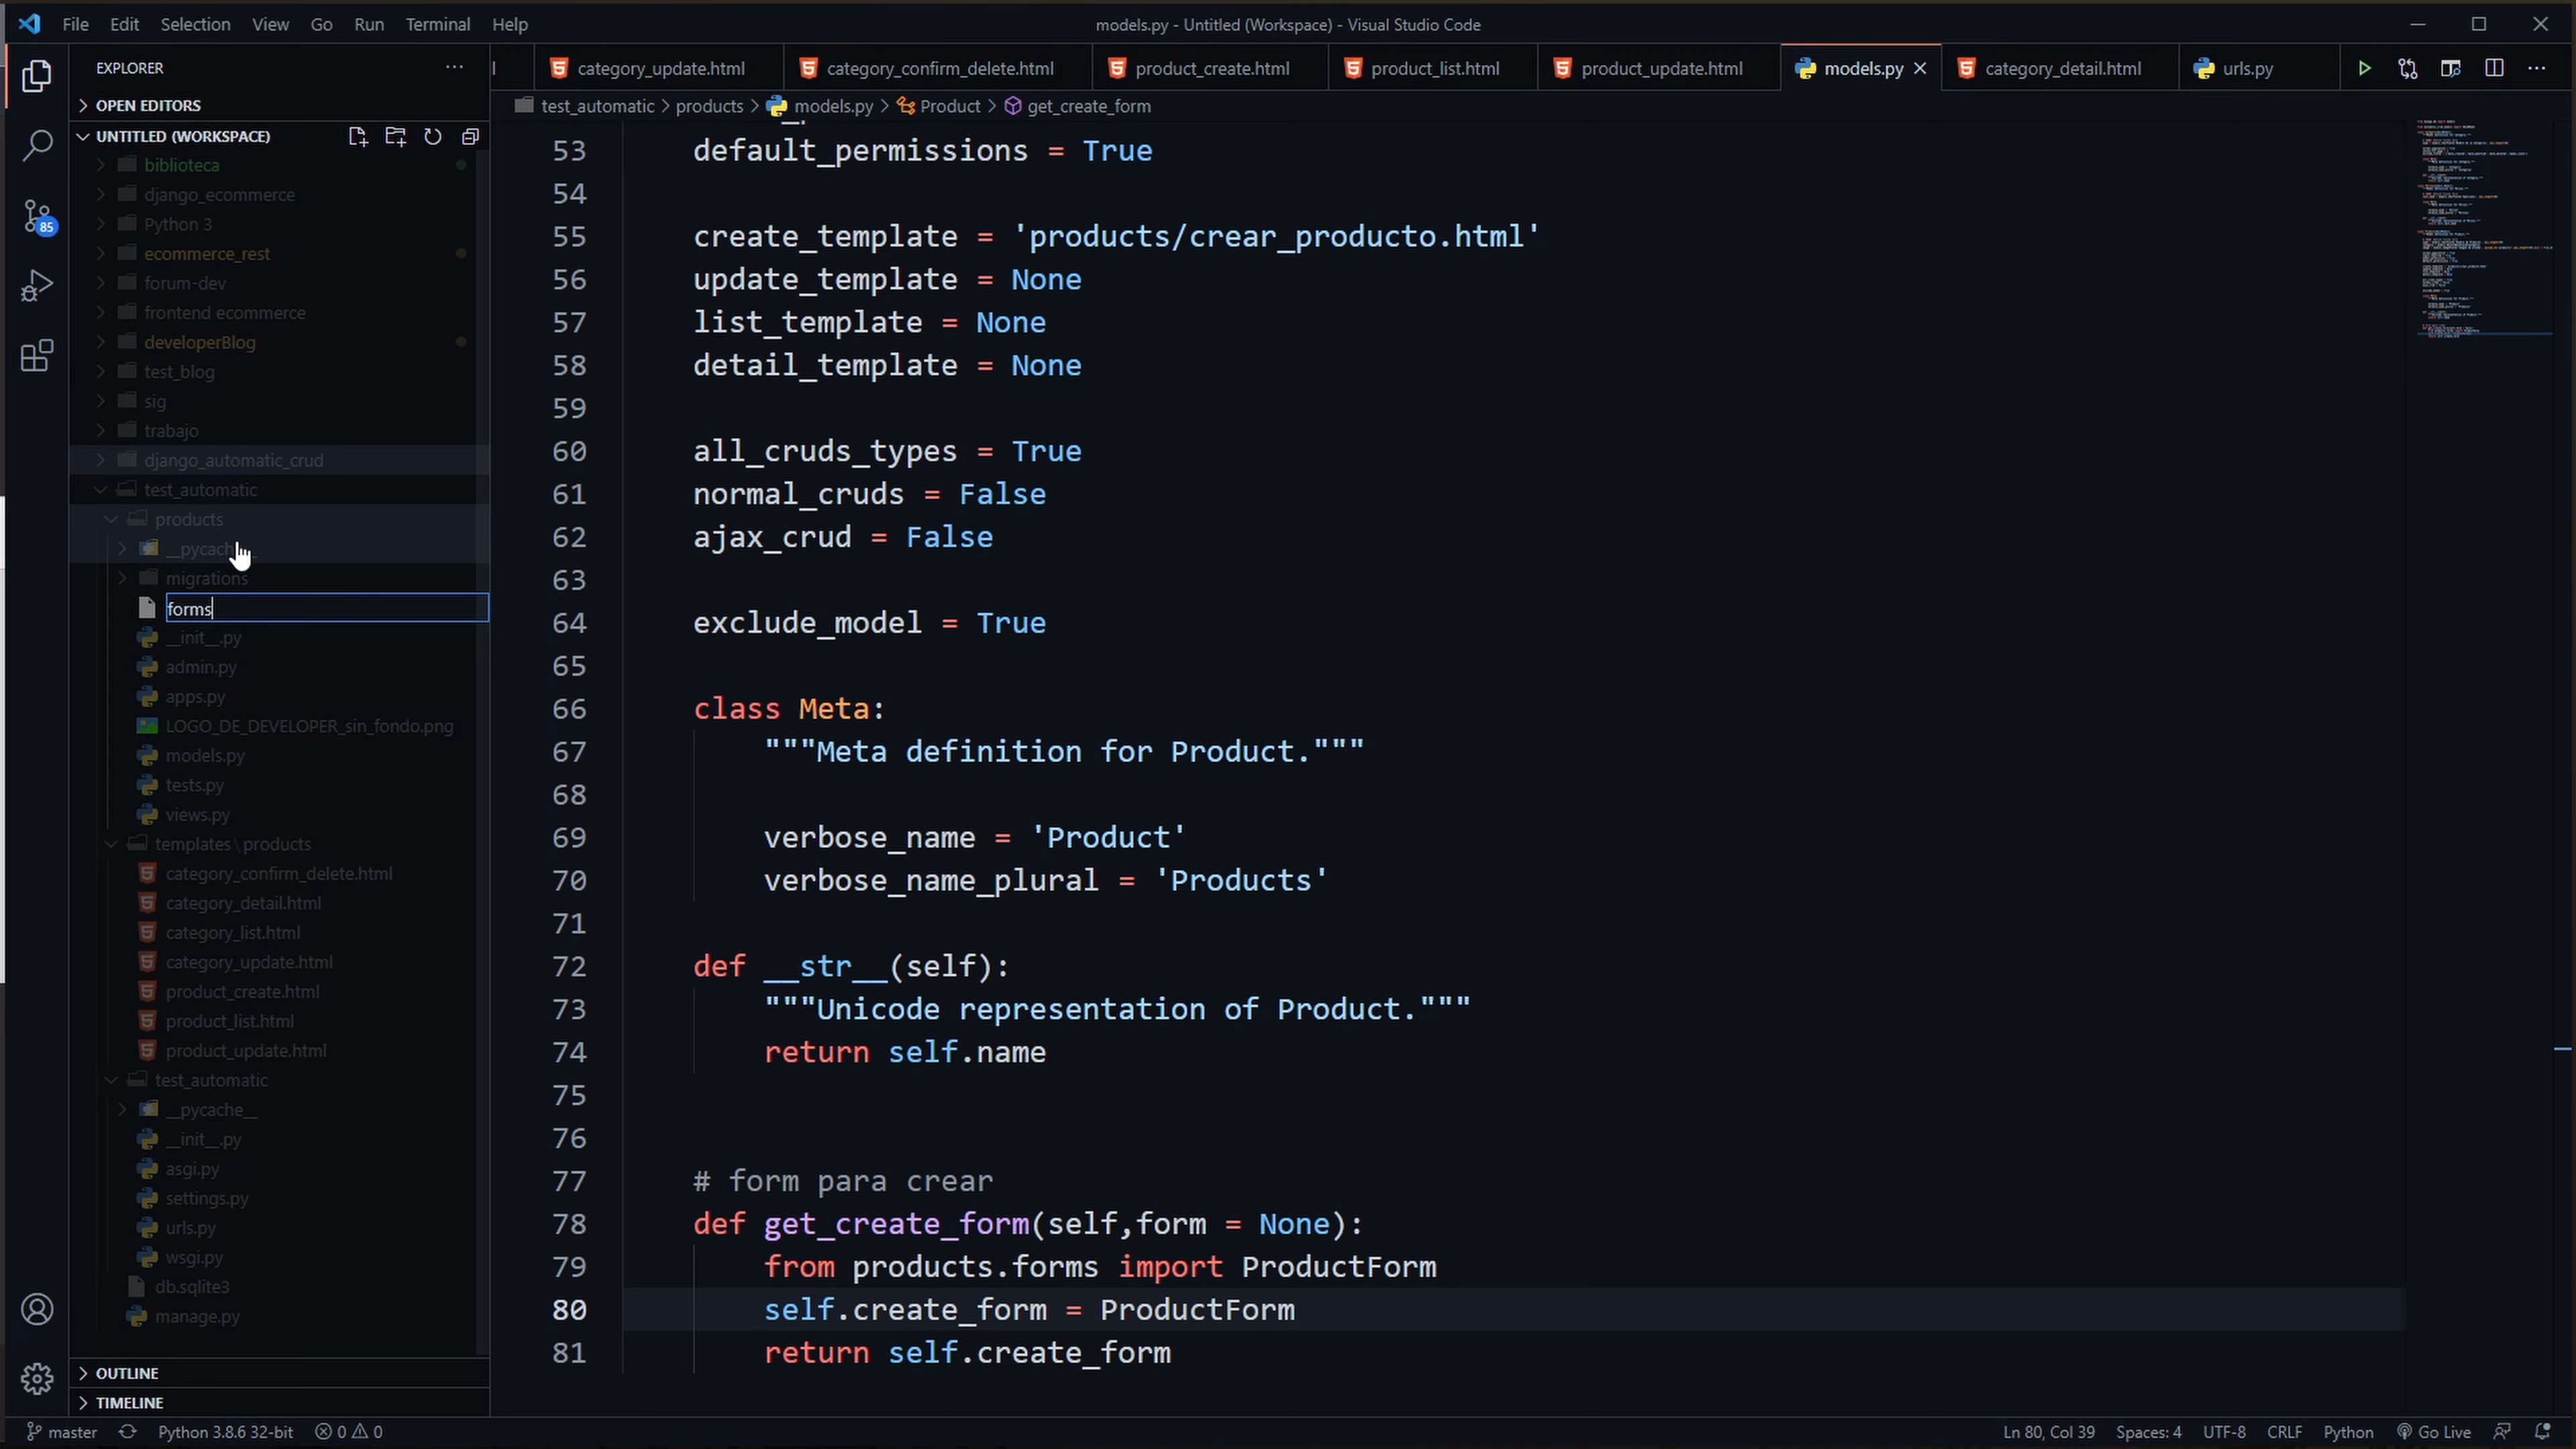 File Edit Selection View Go Run Terminal Help
models.py - Untitled (Workspace) - Visual Studio Code
EXPLORER
category_update.html category_confirm_delete.html product_create.html product_list.html product_update.html models.py category_detail.html urls.py
OPEN EDITORS
test_automatic > products > models.py > Product > get_create_form
UNTITLED (WORKSPACE)
biblioteca
django_ecommerce
Python 3
ecommerce_rest
forum-dev
frontend ecommerce
developerBlog
test_blog
sig
trabajo
django_automatic_crud
test_automatic
products
migrations
forms
__init__.py
admin.py
apps.py
LOGO_DE_DEVELOPER_sin_fondo.png
models.py
tests.py
views.py
templates\products
category_confirm_delete.html
category_detail.html
category_list.html
category_update.html
product_create.html
product_list.html
product_update.html
test_automatic
__pycache__
__init__.py
asgi.py
settings.py
urls.py
wsgi.py
db.sqlite3
manage.py
OUTLINE
TIMELINE
85
53 default_permissions = True
54
55 create_template = 'products/crear_producto.html'
56 update_template = None
57 list_template = None
58 detail_template = None
59
60 all_cruds_types = True
61 normal_cruds = False
62 ajax_crud = False
63
64 exclude_model = True
65
66 class Meta:
67 """Meta definition for Product."""
68
69 verbose_name = 'Product'
70 verbose_name_plural = 'Products'
71
72 def __str__(self):
73 """Unicode representation of Product."""
74 return self.name
75
76
77 # form para crear
78 def get_create_form(self,form = None):
79 from products.forms import ProductForm
80 self.create_form = ProductForm
81 return self.create_form
master Python 3.8.6 32-bit 0 0 Ln 80, Col 39 Spaces: 4 UTF-8 CRLF Python Go Live